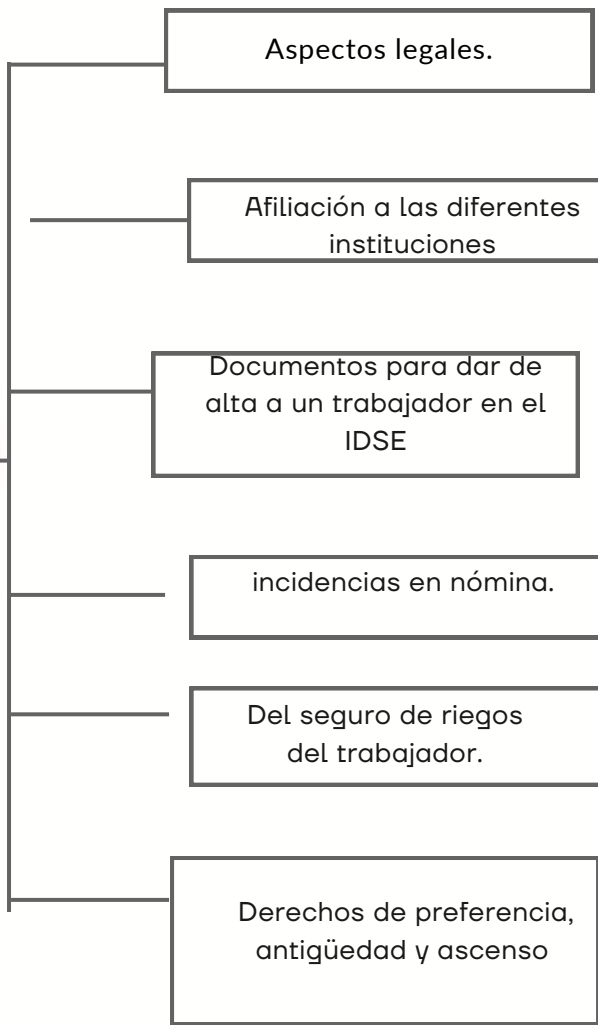 Aspectos legales.
Afiliación a las diferentes
instituciones
Documentos para dar de
alta a un trabajador en el
IDSE
incidencias en nómina.
Del seguro de riegos
del trabajador.
Derechos de preferencia,
antigüedad y ascenso